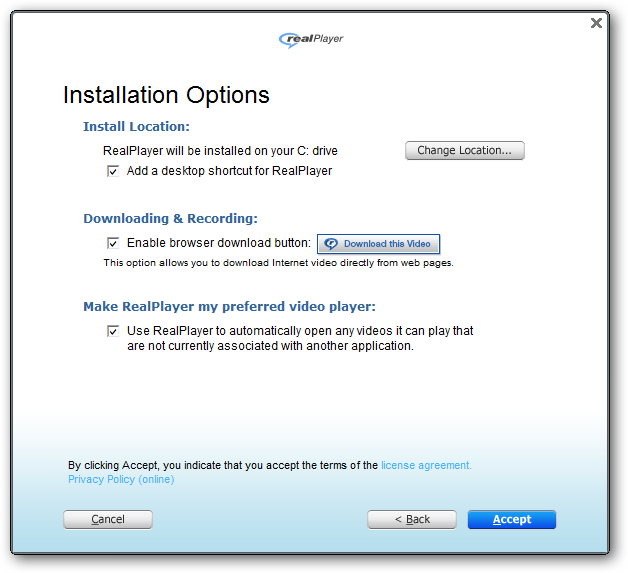 realPlayer
Installation Options
Install Location:
RealPlayer will be installed on your C: drive
Change Location...
Add a desktop shortcut for RealPlayer
Downloading & Recording:
Enable browser download button:
Download this Video
This option allows you to download Internet video directly from web pages.
Make RealPlayer my preferred video player:
Use RealPlayer to automatically open any videos it can play that
are not currently associated with another application.
By clicking Accept, you indicate that you accept the terms of the license agreement.
Privacy Policy (online)
Cancel
< Back
Accept